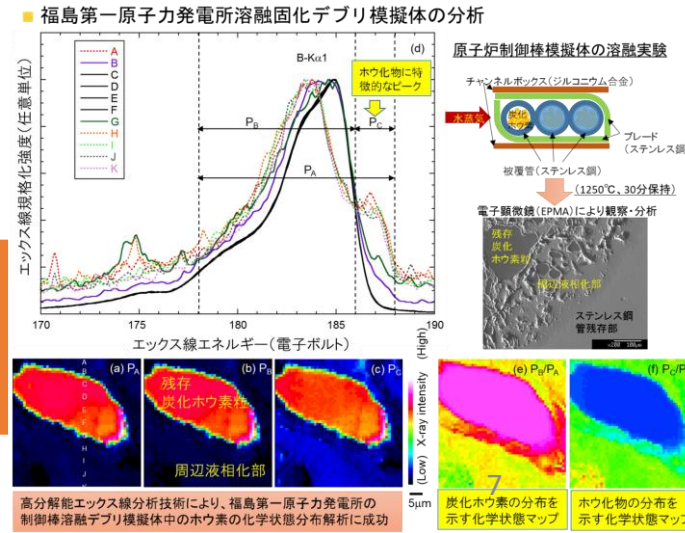 福島第一原子力発電所溶融固化デブリ模擬体の分析
(d)
B-Kα1
A
B
C
D
E
F
G
H
I
J
K
ホウ化物に特
徴的なピーク
P_B
P_C
P_A
エックス線規格化強度(任意単位)
170
175
180
185
190
エックス線エネルギー(電子ボルト)
原子炉制御棒模擬体の溶融実験
チャンネルボックス(ジルコニウム合金)
水蒸気
炭化
ホウ素
ブレード
(ステンレス鋼)
被覆管(ステンレス鋼)
(1250℃、30分保持)
電子顕微鏡(EPMA)により観察・分析
残存
炭化
ホウ素粒
周辺液相化部
ステンレス鋼
管残存部
×200 100μm
(a) P_A
A
B
C
D
E
F
G
H
I
J
K
(b) P_B
残存
炭化ホウ素粒
周辺液相化部
(c) P_C
(Low) X-ray intensity (High)
5μm
(e) P_B/P_A
(f) P_C/P
7
高分解能エックス線分析技術により、福島第一原子力発電所の
制御棒溶融デブリ模擬体中のホウ素の化学状態分布解析に成功
炭化ホウ素の分布を
示す化学状態マップ
ホウ化物の分布を
示す化学状態マップ